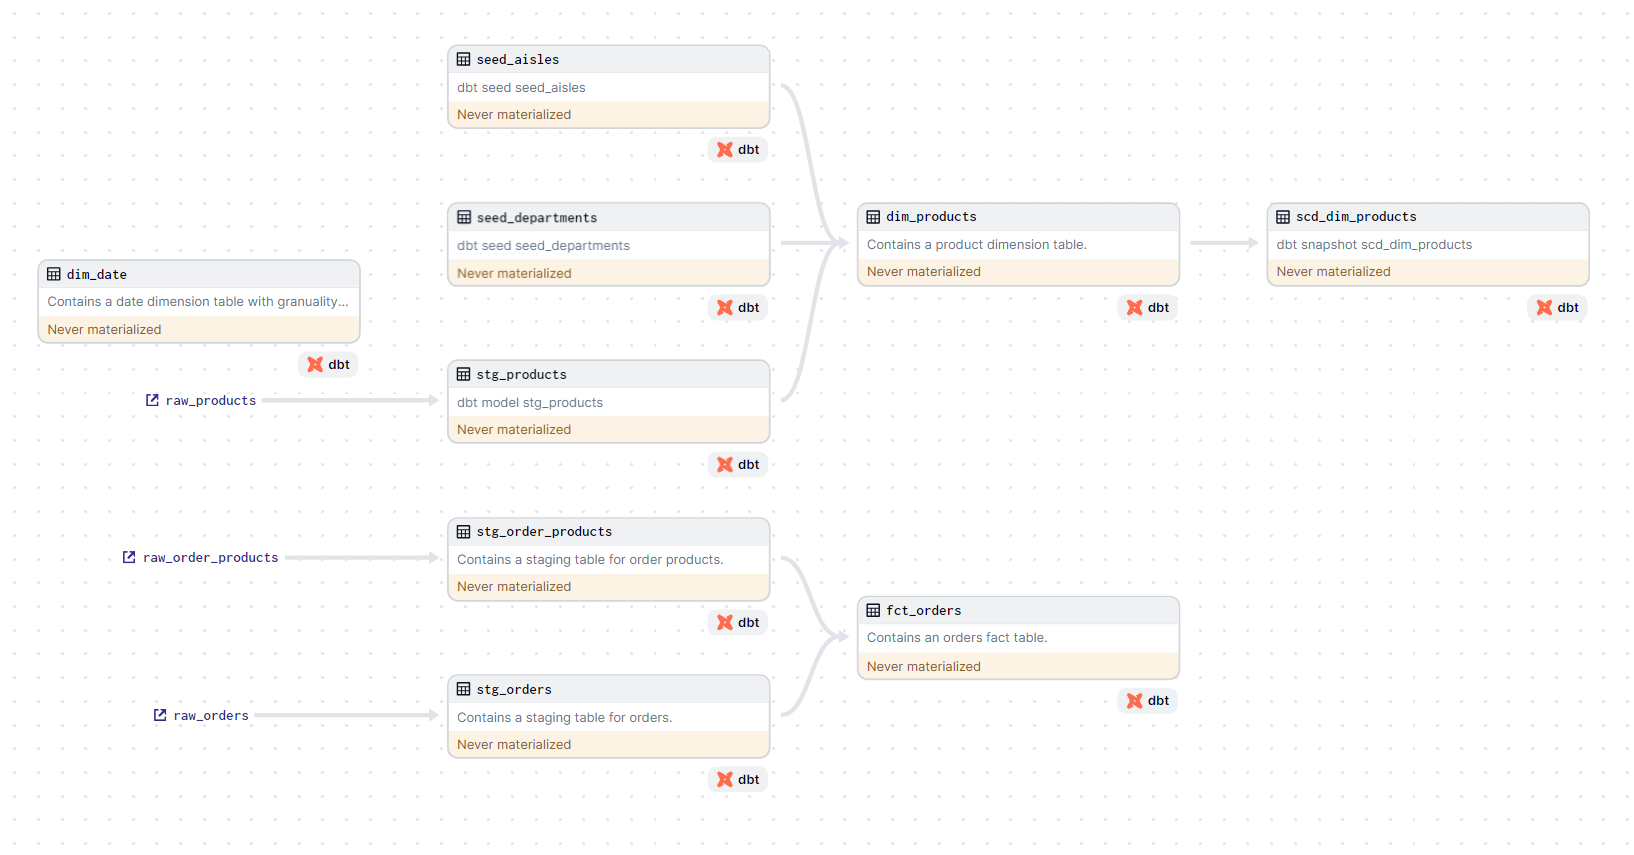 seed_aisles
dbt seed seed_aisles
Never materialized
dbt
seed_departments
dbt seed seed_departments
Never materialized
dbt
dim_products
Contains a product dimension table.
Never materialized
dbt
scd_dim_products
dbt snapshot scd_dim_products
Never materialized
dbt
dim_date
Contains a date dimension table with granuality...
Never materialized
dbt
raw_products
stg_products
dbt model stg_products
Never materialized
dbt
raw_order_products
stg_order_products
Contains a staging table for order products.
Never materialized
dbt
fct_orders
Contains an orders fact table.
Never materialized
dbt
raw_orders
stg_orders
Contains a staging table for orders.
Never materialized
dbt